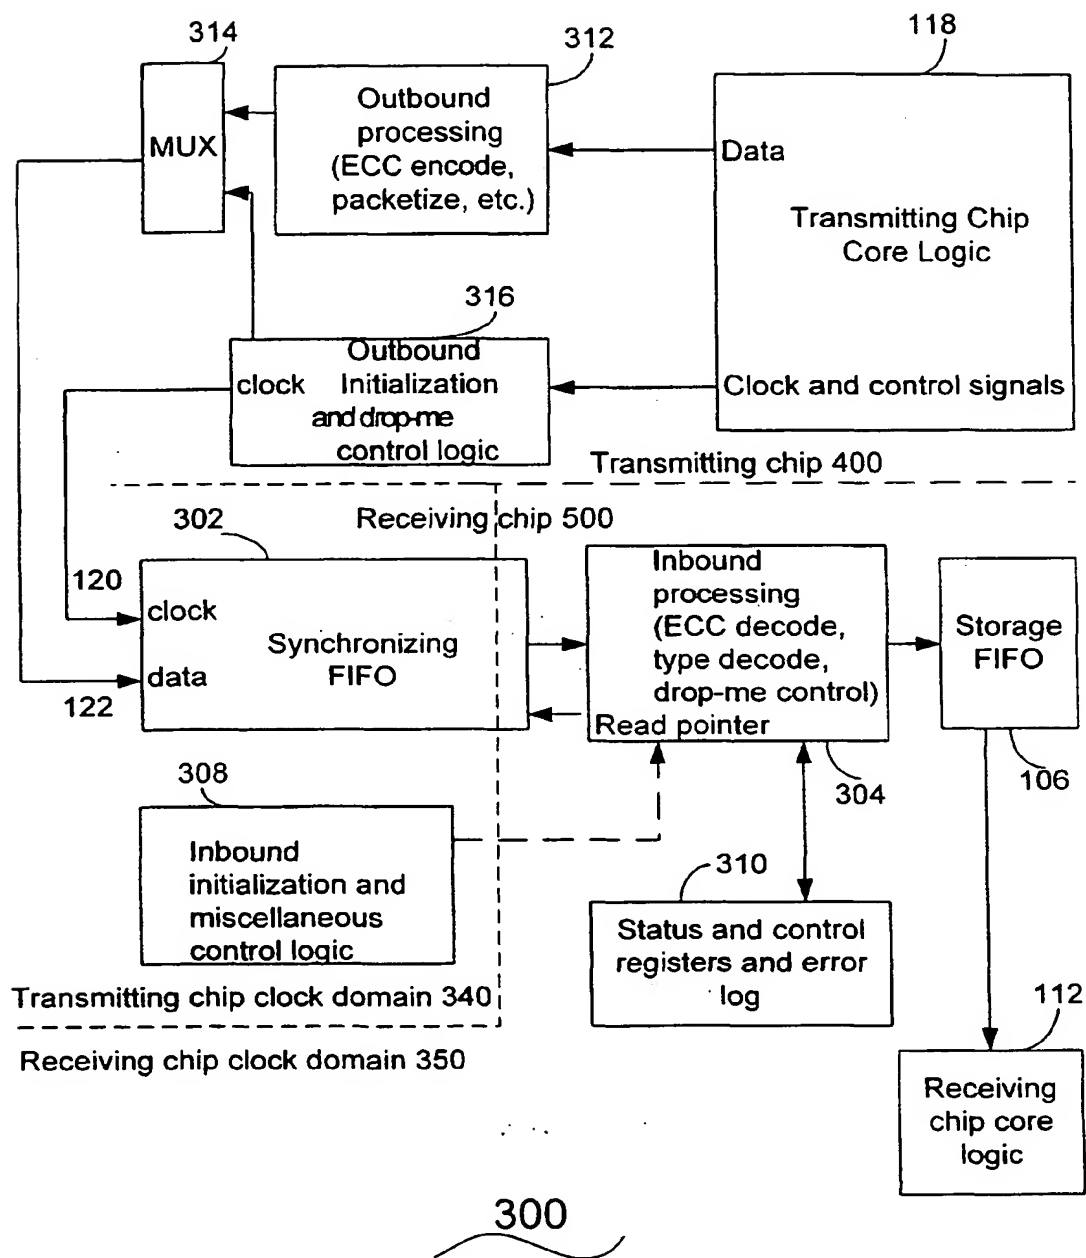 314
312
118
MUX
Outbound
processing
(ECC encode,
packetize, etc.)
Data
Transmitting Chip
Core Logic
316
clock
Outbound
Initialization
and drop-me
control logic
Clock and control signals
Transmitting chip 400
302
Receiving chip 500
120
clock
Synchronizing
FIFO
data
122
Inbound
processing
(ECC decode,
type decode,
drop-me control)
Read pointer
Storage
FIFO
308
304
106
Inbound
initialization and
miscellaneous
control logic
310
Status and control
registers and error
log
Transmitting chip clock domain 340
112
Receiving chip clock domain 350
Receiving
chip core
logic
300